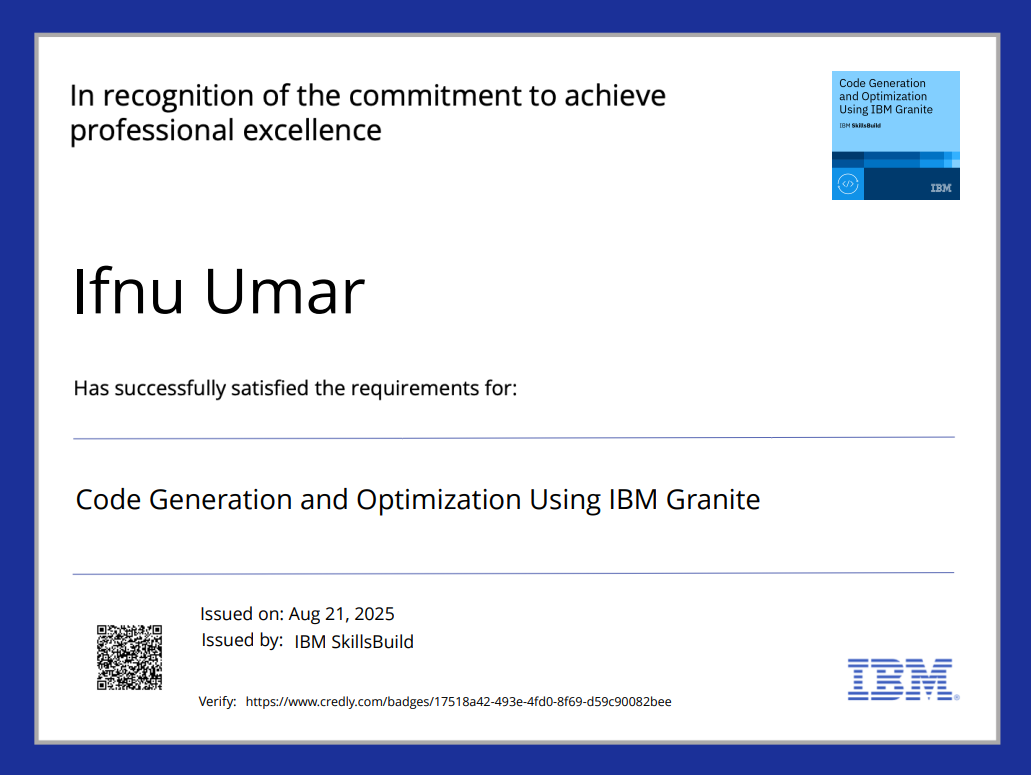 In recognition of the commitment to achieve
professional excellence
Code Generation
and Optimization
Using IBM Granite
IBM SkillsBuild
IBM
Ifnu Umar
Has successfully satisfied the requirements for:
Code Generation and Optimization Using IBM Granite
Issued on: Aug 21, 2025
Issued by: IBM SkillsBuild
Verify: https://www.credly.com/badges/17518a42-493e-4fd0-8f69-d59c90082bee
IBM®